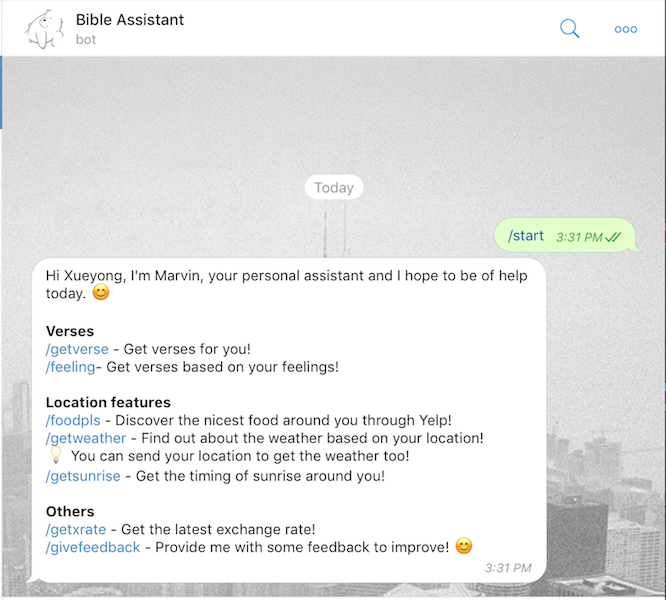 Bible Assistant
bot
Today
/start 3:31 PM
Hi Xueyong, I'm Marvin, your personal assistant and I hope to be of help
today. 😊
Verses
/getverse - Get verses for you!
/feeling- Get verses based on your feelings!
Location features
/foodpls - Discover the nicest food around you through Yelp!
/getweather - Find out about the weather based on your location!
💡 You can send your location to get the weather too!
/getsunrise - Get the timing of sunrise around you!
Others
/getxrate - Get the latest exchange rate!
/givefeedback - Provide me with some feedback to improve! 😊
3:31 PM